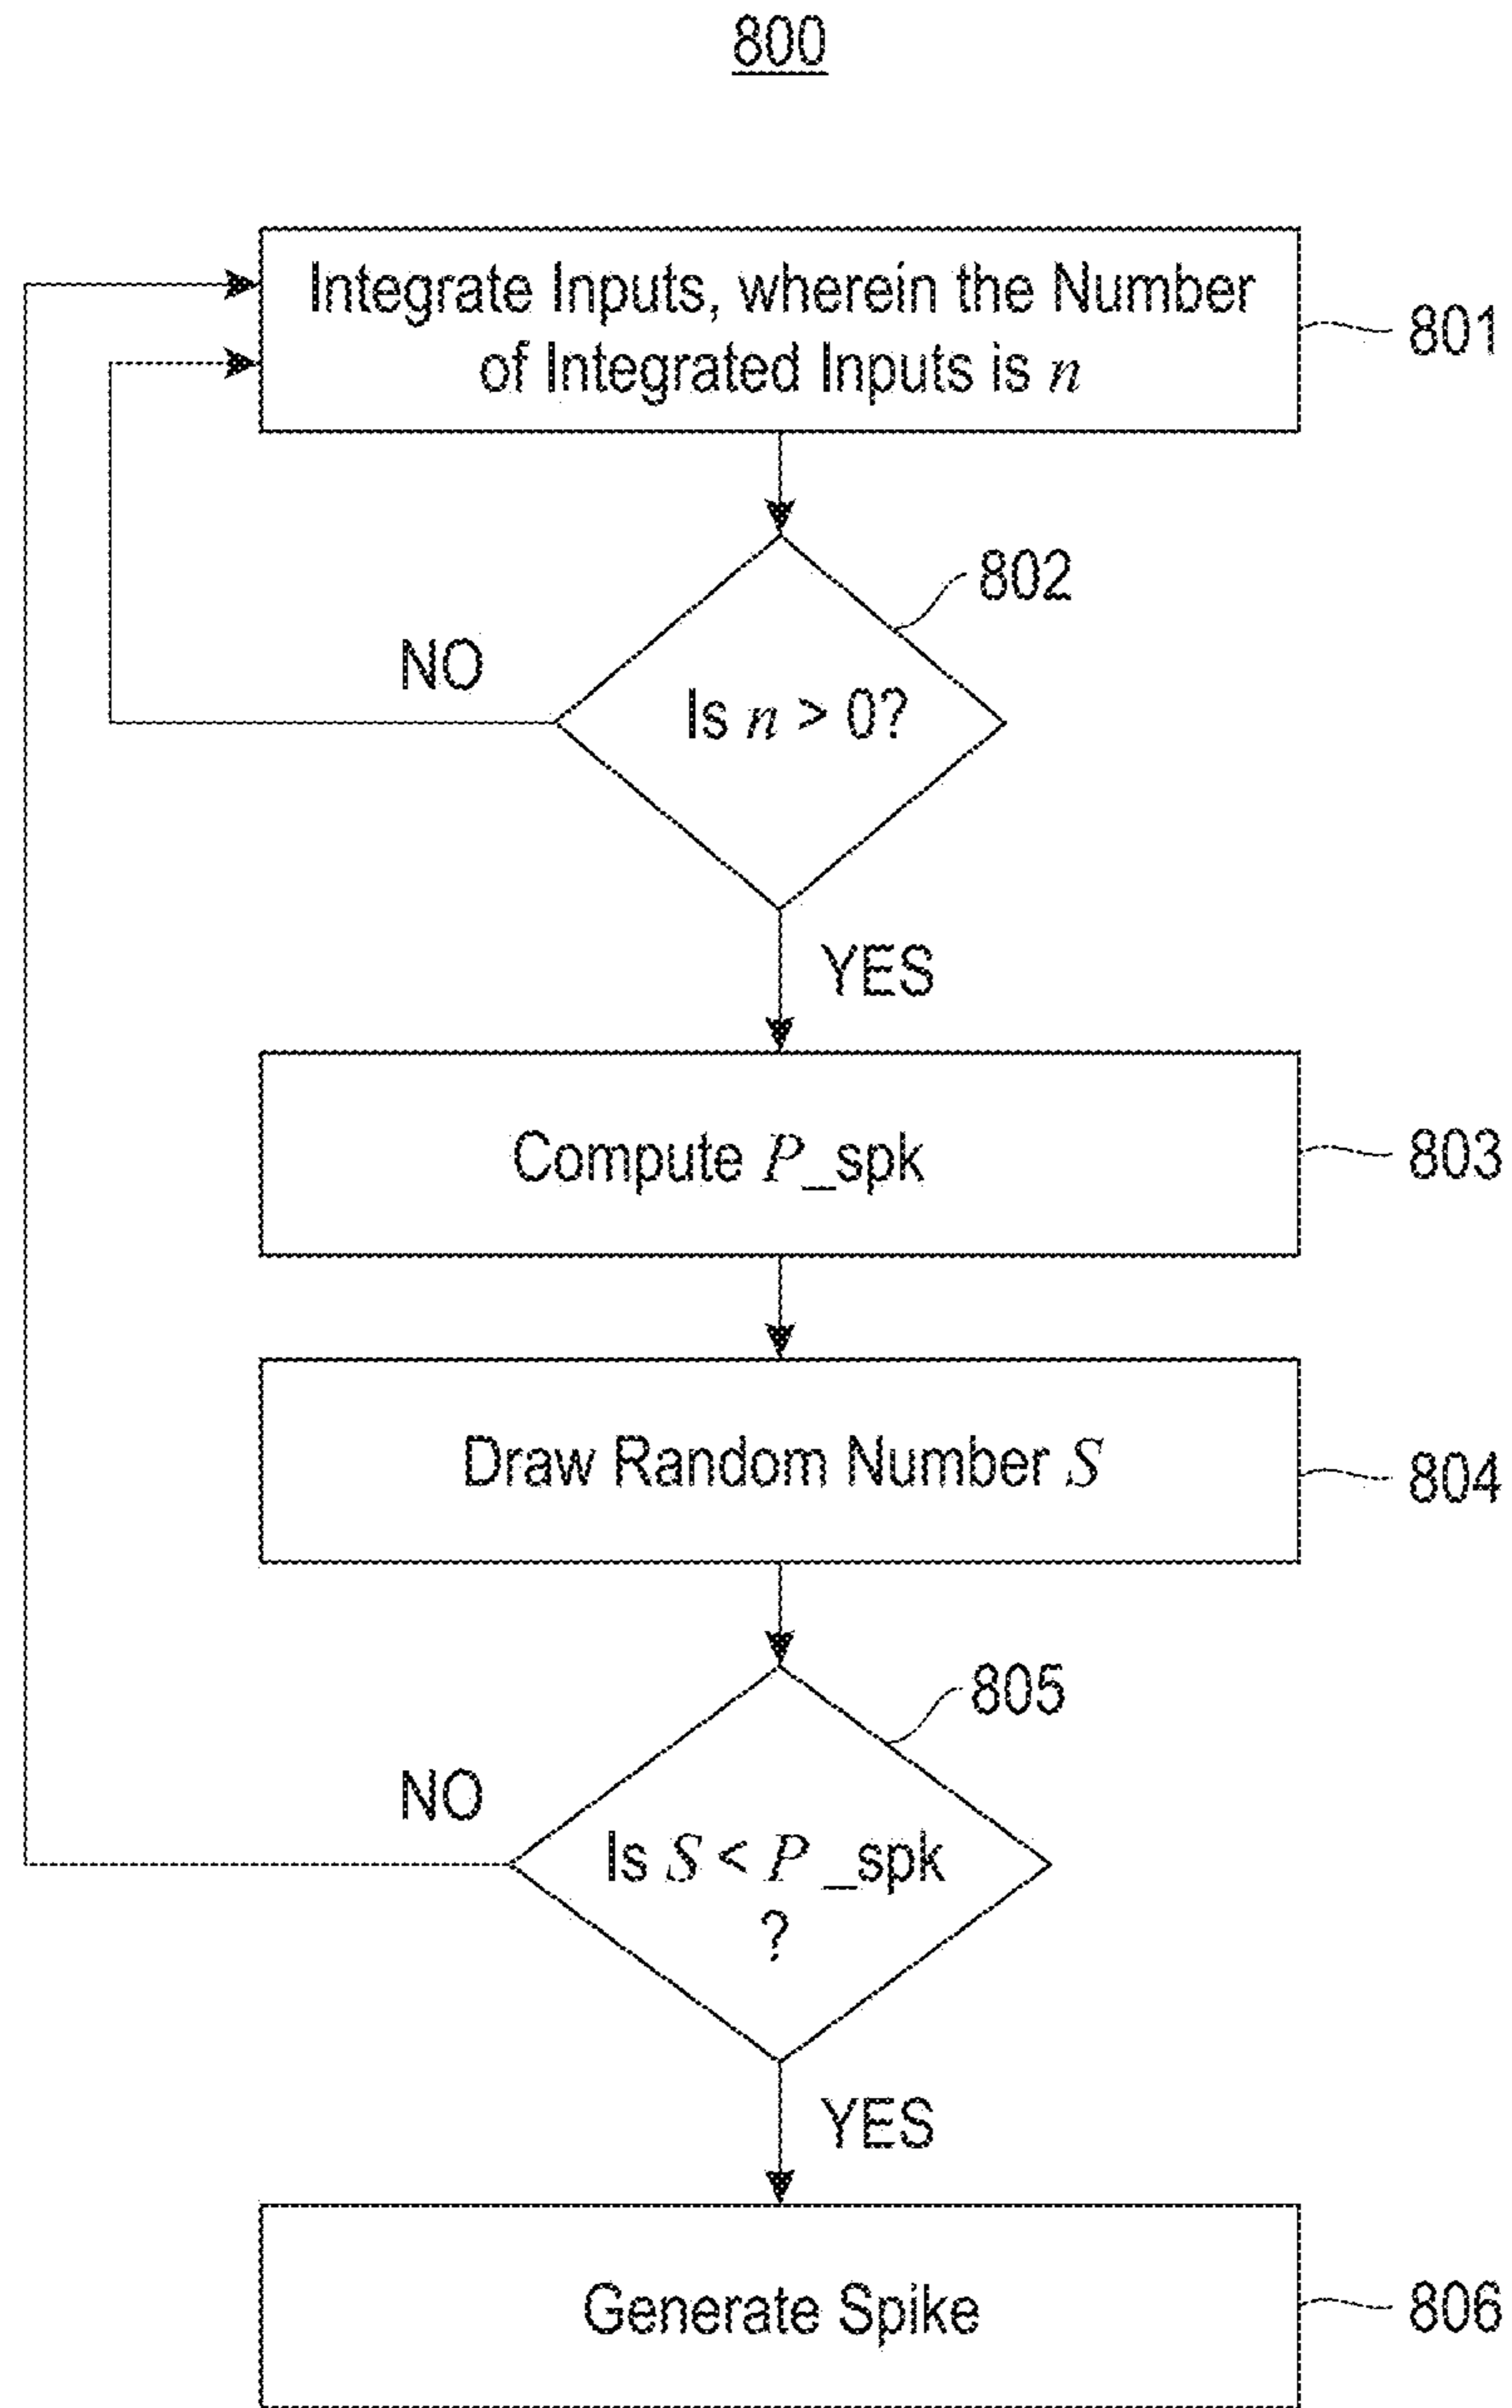 800
Integrate Inputs, wherein the Number
of Integrated Inputs is n
801
802
NO
Is n > 0?
YES
Compute P_spk
803
Draw Random Number S
804
805
NO
Is S < P_spk
?
YES
Generate Spike
806